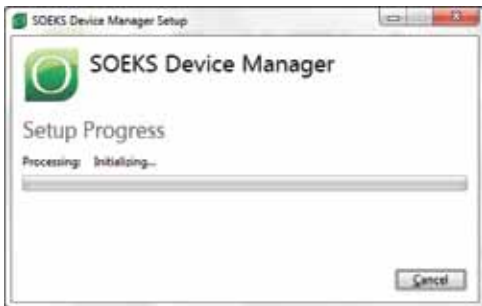 SOEKS Device Manager Setup
SOEKS Device Manager
Setup Progress
Processing: Initializing...
Cancel